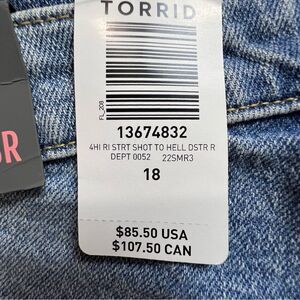 TORRID
FL_208
13674832
4HI RI STRT SHOT TO HELL DSTR R
DEPT 0052 22SMR3
18
$85.50 USA
$107.50 CAN